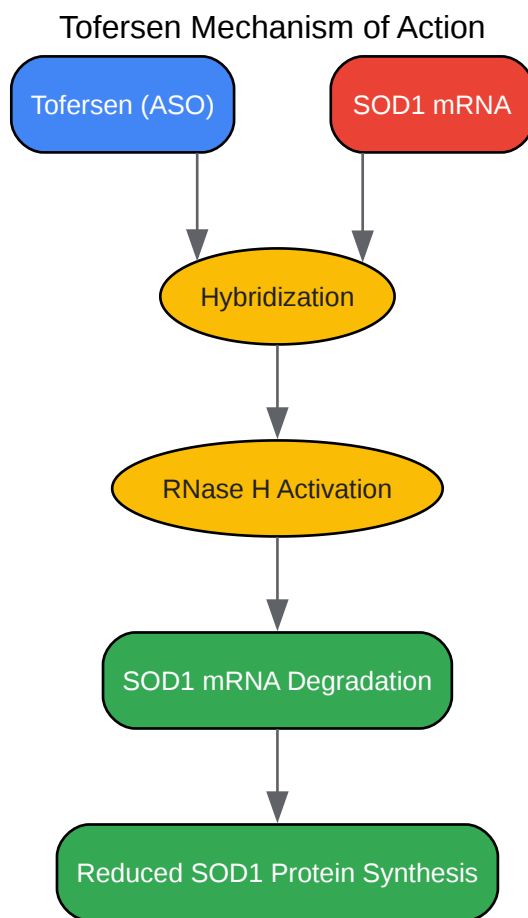 Tofersen Mechanism of Action
Tofersen (ASO)
SOD1 mRNA
Hybridization
RNase H Activation
SOD1 mRNA Degradation
Reduced SOD1 Protein Synthesis